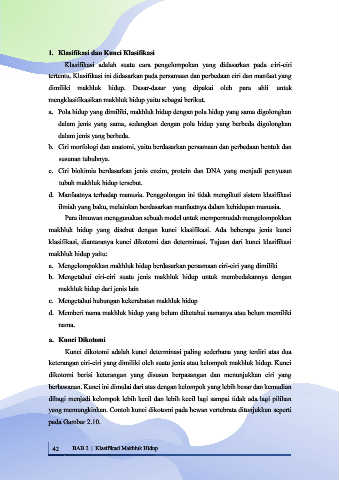 1. Klasifikasi dan Kunci Klasifikasi
Klasifikasi adalah suatu cara pengelompokan yang didasarkan pada ciri-ciri
tertentu. Klasifikasi ini didasarkan pada persamaan dan perbedaan ciri dan manfaat yang
dimiliki makhluk hidup. Dasar-dasar yang dipakai oleh para ahli untuk
mengklasifikasikan makhluk hidup yaitu sebagai berikut.
a. Pola hidup yang dimiliki, makhluk hidup dengan pola hidup yang sama digolongkan
dalam jenis yang sama, sedangkan dengan pola hidup yang berbeda digolongkan
dalam jenis yang berbeda.
b. Ciri morfologi dan anatomi, yaitu berdasarkan persamaan dan perbedaan bentuk dan
susunan tubuhnya.
c. Ciri biokimia berdasarkan jenis enzim, protein dan DNA yang menjadi penyusun
tubuh makhluk hidup tersebut.
d. Manfaatnya terhadap manusia. Penggolongan ini tidak mengikuti sistem klasifikasi
ilmiah yang baku, melainkan berdasarkan manfaatnya dalam kehidupan manusia.
Para ilmuwan menggunakan sebuah model untuk mempermudah mengelompokkan
makhluk hidup yang disebut dengan kunci klasifikasi. Ada beberapa jenis kunci
klasifikasi, diantaranya kunci dikotomi dan determinasi. Tujuan dari kunci klasifikasi
makhluk hidup yaitu:
a. Mengelompokkan makhluk hidup berdasarkan persamaan ciri-ciri yang dimiliki
b. Mengetahui ciri-ciri suatu jenis makhluk hidup untuk membedakannya dengan
makhluk hidup dari jenis lain
c. Mengetahui hubungan kekerabatan makhluk hidup
d. Memberi nama makhluk hidup yang belum diketahui namanya atau belum memiliki
nama.
a. Kunci Dikotomi
Kunci dikotomi adalah kunci determinasi paling sederhana yang terdiri atas dua
keterangan ciri-ciri yang dimiliki oleh suatu jenis atau kelompok makhluk hidup. Kunci
dikotomi berisi keterangan yang disusun berpasangan dan menunjukkan ciri yang
berlawanan. Kunci ini dimulai dari atas dengan kelompok yang lebih besar dan kemudian
dibagi menjadi kelompok lebih kecil dan lebih kecil lagi sampai tidak ada lagi pilihan
yang memungkinkan. Contoh kunci dikotomi pada hewan vertebrata ditunjukkan seperti
pada Gambar 2.10.
42 BAB 2 | Klasifikasi Makhluk Hidup